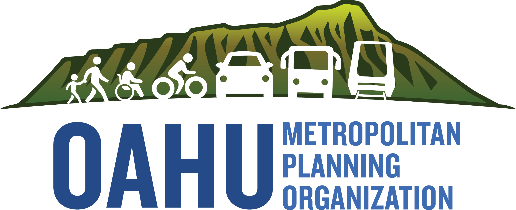 OAHU
METROPOLITAN
PLANNING
ORGANIZATION